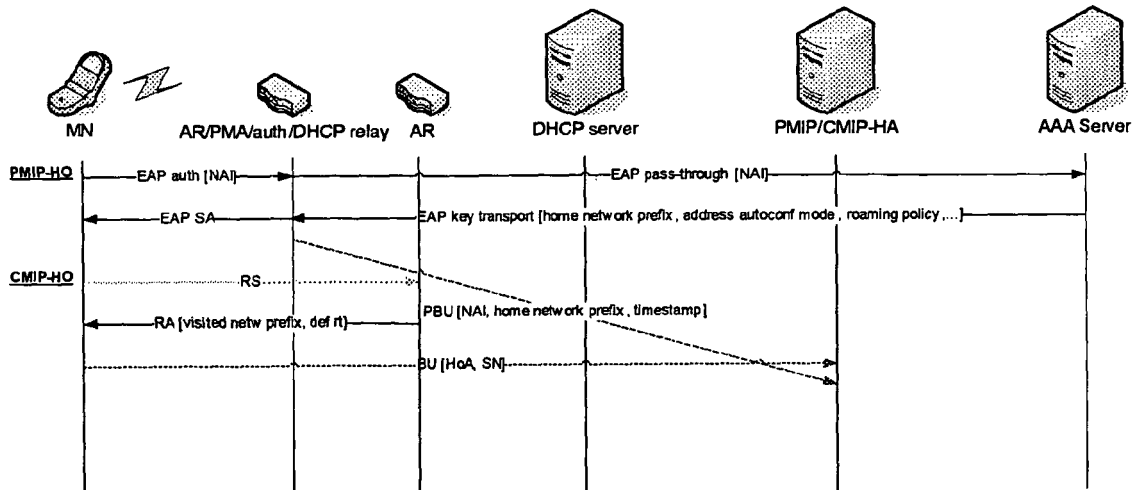 MN
AR/PMA/auth/DHCP relay
AR
DHCP server
PMIP/CMIP-HA
AAA Server
PMIP-HO
EAP auth [NAI]
EAP pass-through [NAI]
EAP SA
EAP key transport [home network prefix, address autoconf mode, roaming policy,...]
CMIP-HO
RS
PBU [NAI, home network prefix, timestamp]
RA [visited netw prefix, def rt]
BU [HoA, SN]